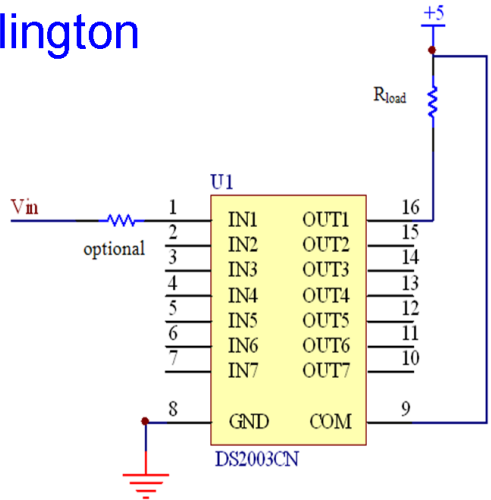 lington
+5
Rload
U1
Vin
optional
1 IN1 OUT1 16
2 IN2 OUT2 15
3 IN3 OUT3 14
4 IN4 OUT4 13
5 IN5 OUT5 12
6 IN6 OUT6 11
7 IN7 OUT7 10
8 GND COM 9
DS2003CN